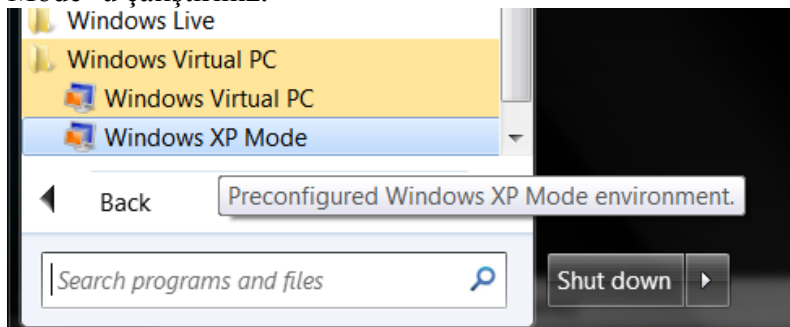 Windows Live
Windows Virtual PC
Windows Virtual PC
Windows XP Mode
Back
Preconfigured Windows XP Mode environment.
Search programs and files
Shut down